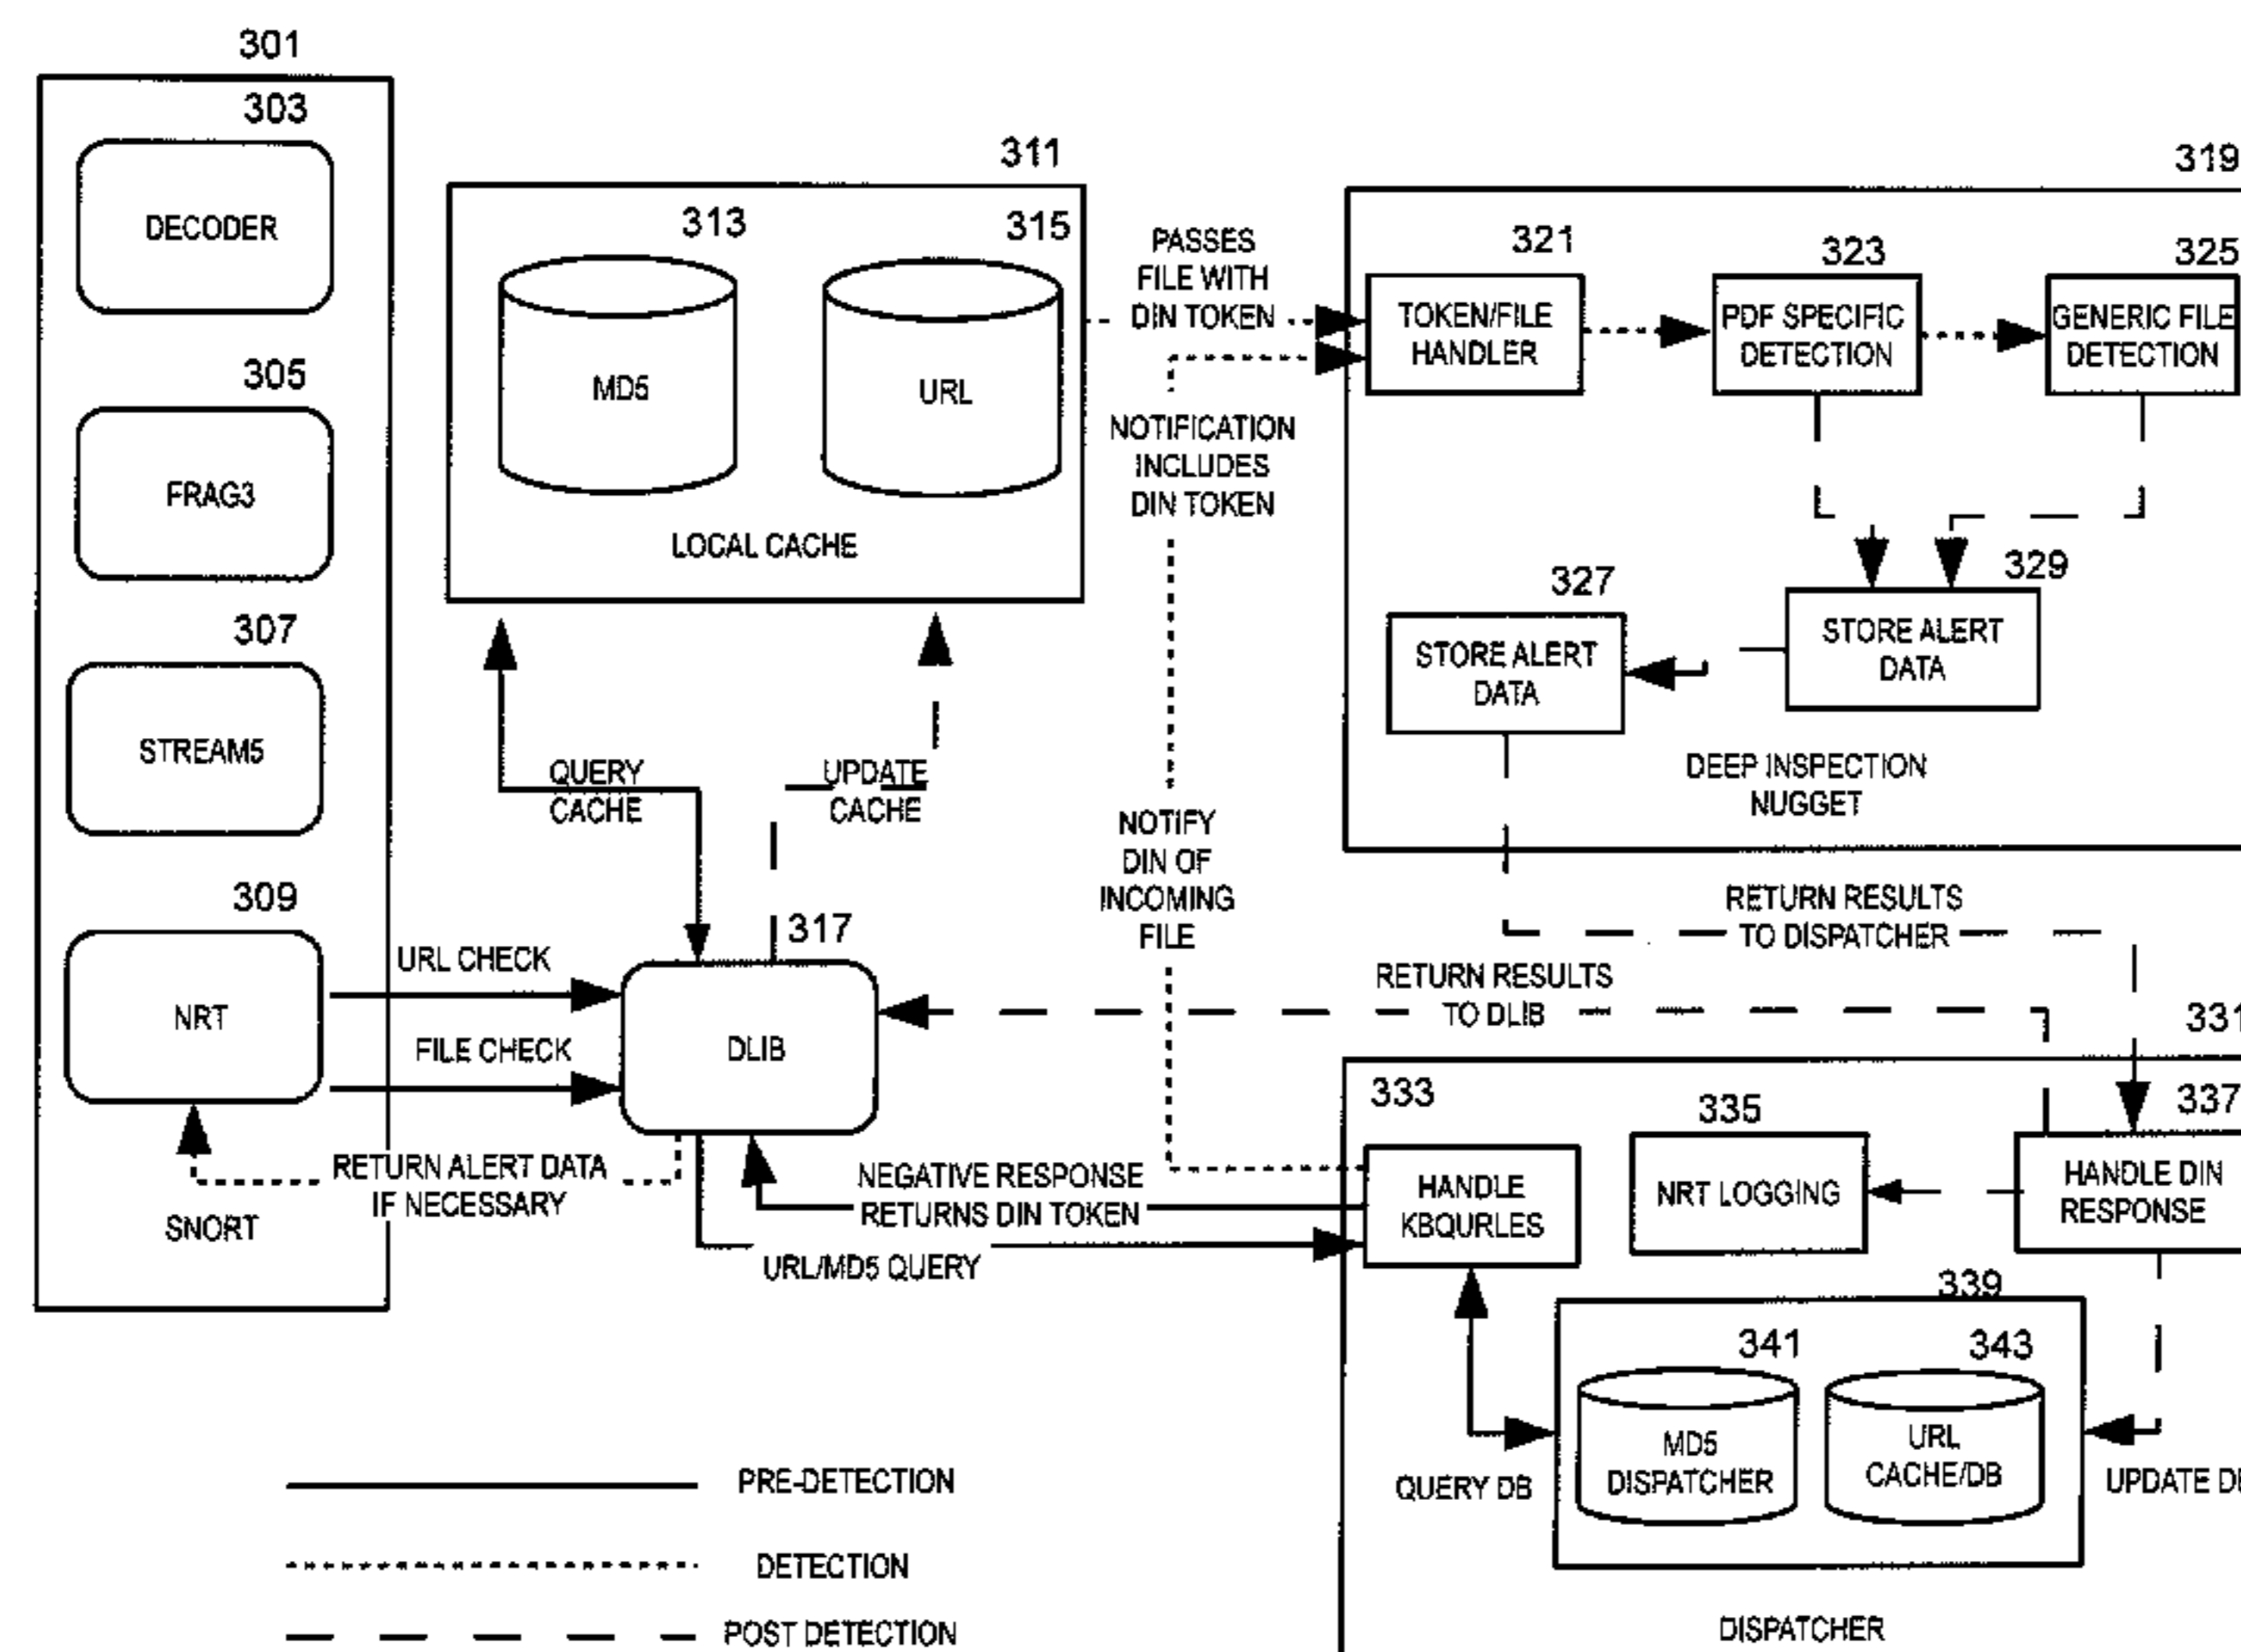 301
303
DECODER
305
FRAG3
307
STREAM5
309
NRT
SNORT
311
313
315
MD5
URL
LOCAL CACHE
QUERY
CACHE
UPDATE
CACHE
317
DLIB
URL CHECK
FILE CHECK
RETURN ALERT DATA
IF NECESSARY
NEGATIVE RESPONSE
RETURNS DIN TOKEN
URL/MD5 QUERY
PASSES
FILE WITH
DIN TOKEN
NOTIFICATION
INCLUDES
DIN TOKEN
NOTIFY
DIN OF
INCOMING
FILE
319
321
TOKEN/FILE
HANDLER
323
PDF SPECIFIC
DETECTION
325
GENERIC FILE
DETECTION
327
STORE ALERT
DATA
329
STORE ALERT
DATA
DEEP INSPECTION
NUGGET
RETURN RESULTS
TO DISPATCHER
RETURN RESULTS
TO DLIB
331
333
HANDLE
KBQURLES
335
NRT LOGGING
337
HANDLE DIN
RESPONSE
339
341
MD5
DISPATCHER
343
URL
CACHE/DB
QUERY DB
UPDATE
DISPATCHER
PRE-DETECTION
DETECTION
POST DETECTION